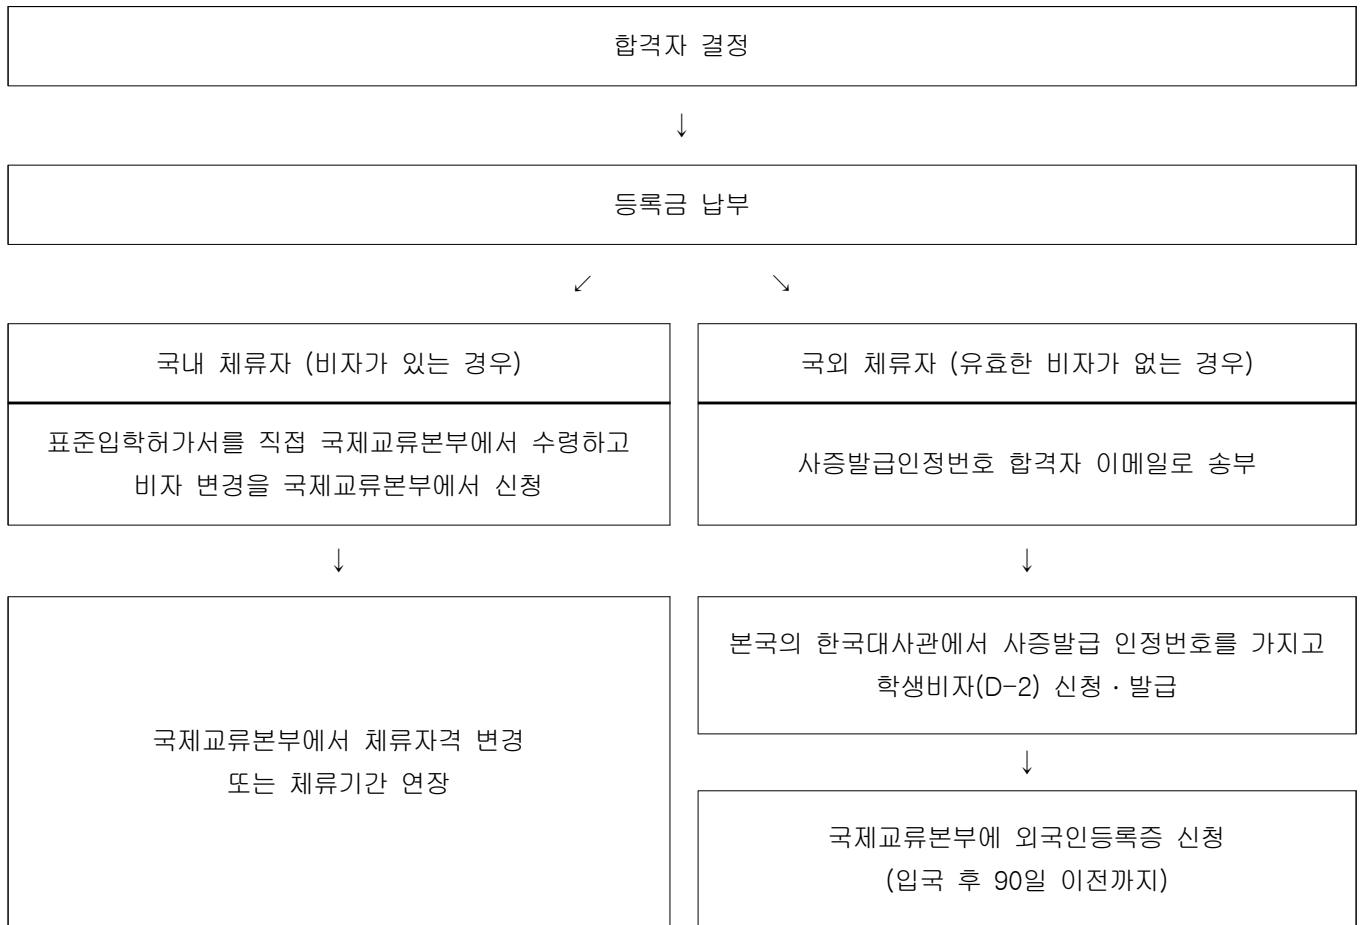 합격자 결정
↓
등록금 납부
↙ ↘
국내 체류자 (비자가 있는 경우)
표준입학허가서를 직접 국제교류본부에서 수령하고
비자 변경을 국제교류본부에서 신청
↓
국제교류본부에서 체류자격 변경
또는 체류기간 연장
국외 체류자 (유효한 비자가 없는 경우)
사증발급인정번호 합격자 이메일로 송부
↓
본국의 한국대사관에서 사증발급 인정번호를 가지고
학생비자(D-2) 신청 · 발급
↓
국제교류본부에 외국인등록증 신청
(입국 후 90일 이전까지)